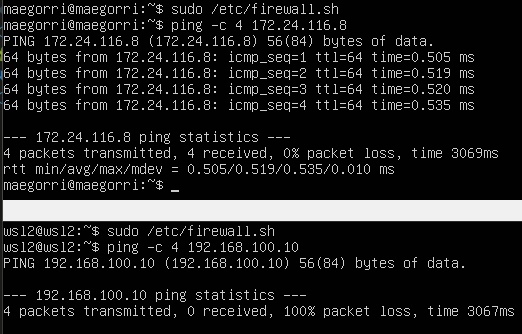 maegorri@maegorri:~$ sudo /etc/firewall.sh
maegorri@maegorri:~$ ping -c 4 172.24.116.8
PING 172.24.116.8 (172.24.116.8) 56(84) bytes of data.
64 bytes from 172.24.116.8: icmp_seq=1 ttl=64 time=0.505 ms
64 bytes from 172.24.116.8: icmp_seq=2 ttl=64 time=0.519 ms
64 bytes from 172.24.116.8: icmp_seq=3 ttl=64 time=0.520 ms
64 bytes from 172.24.116.8: icmp_seq=4 ttl=64 time=0.535 ms
--- 172.24.116.8 ping statistics ---
4 packets transmitted, 4 received, 0% packet loss, time 3069ms
rtt min/avg/max/mdev = 0.505/0.519/0.535/0.010 ms
maegorri@maegorri:~$ _
wsl2@wsl2:~$ sudo /etc/firewall.sh
wsl2@wsl2:~$ ping -c 4 192.168.100.10
PING 192.168.100.10 (192.168.100.10) 56(84) bytes of data.
--- 192.168.100.10 ping statistics ---
4 packets transmitted, 0 received, 100% packet loss, time 3067ms